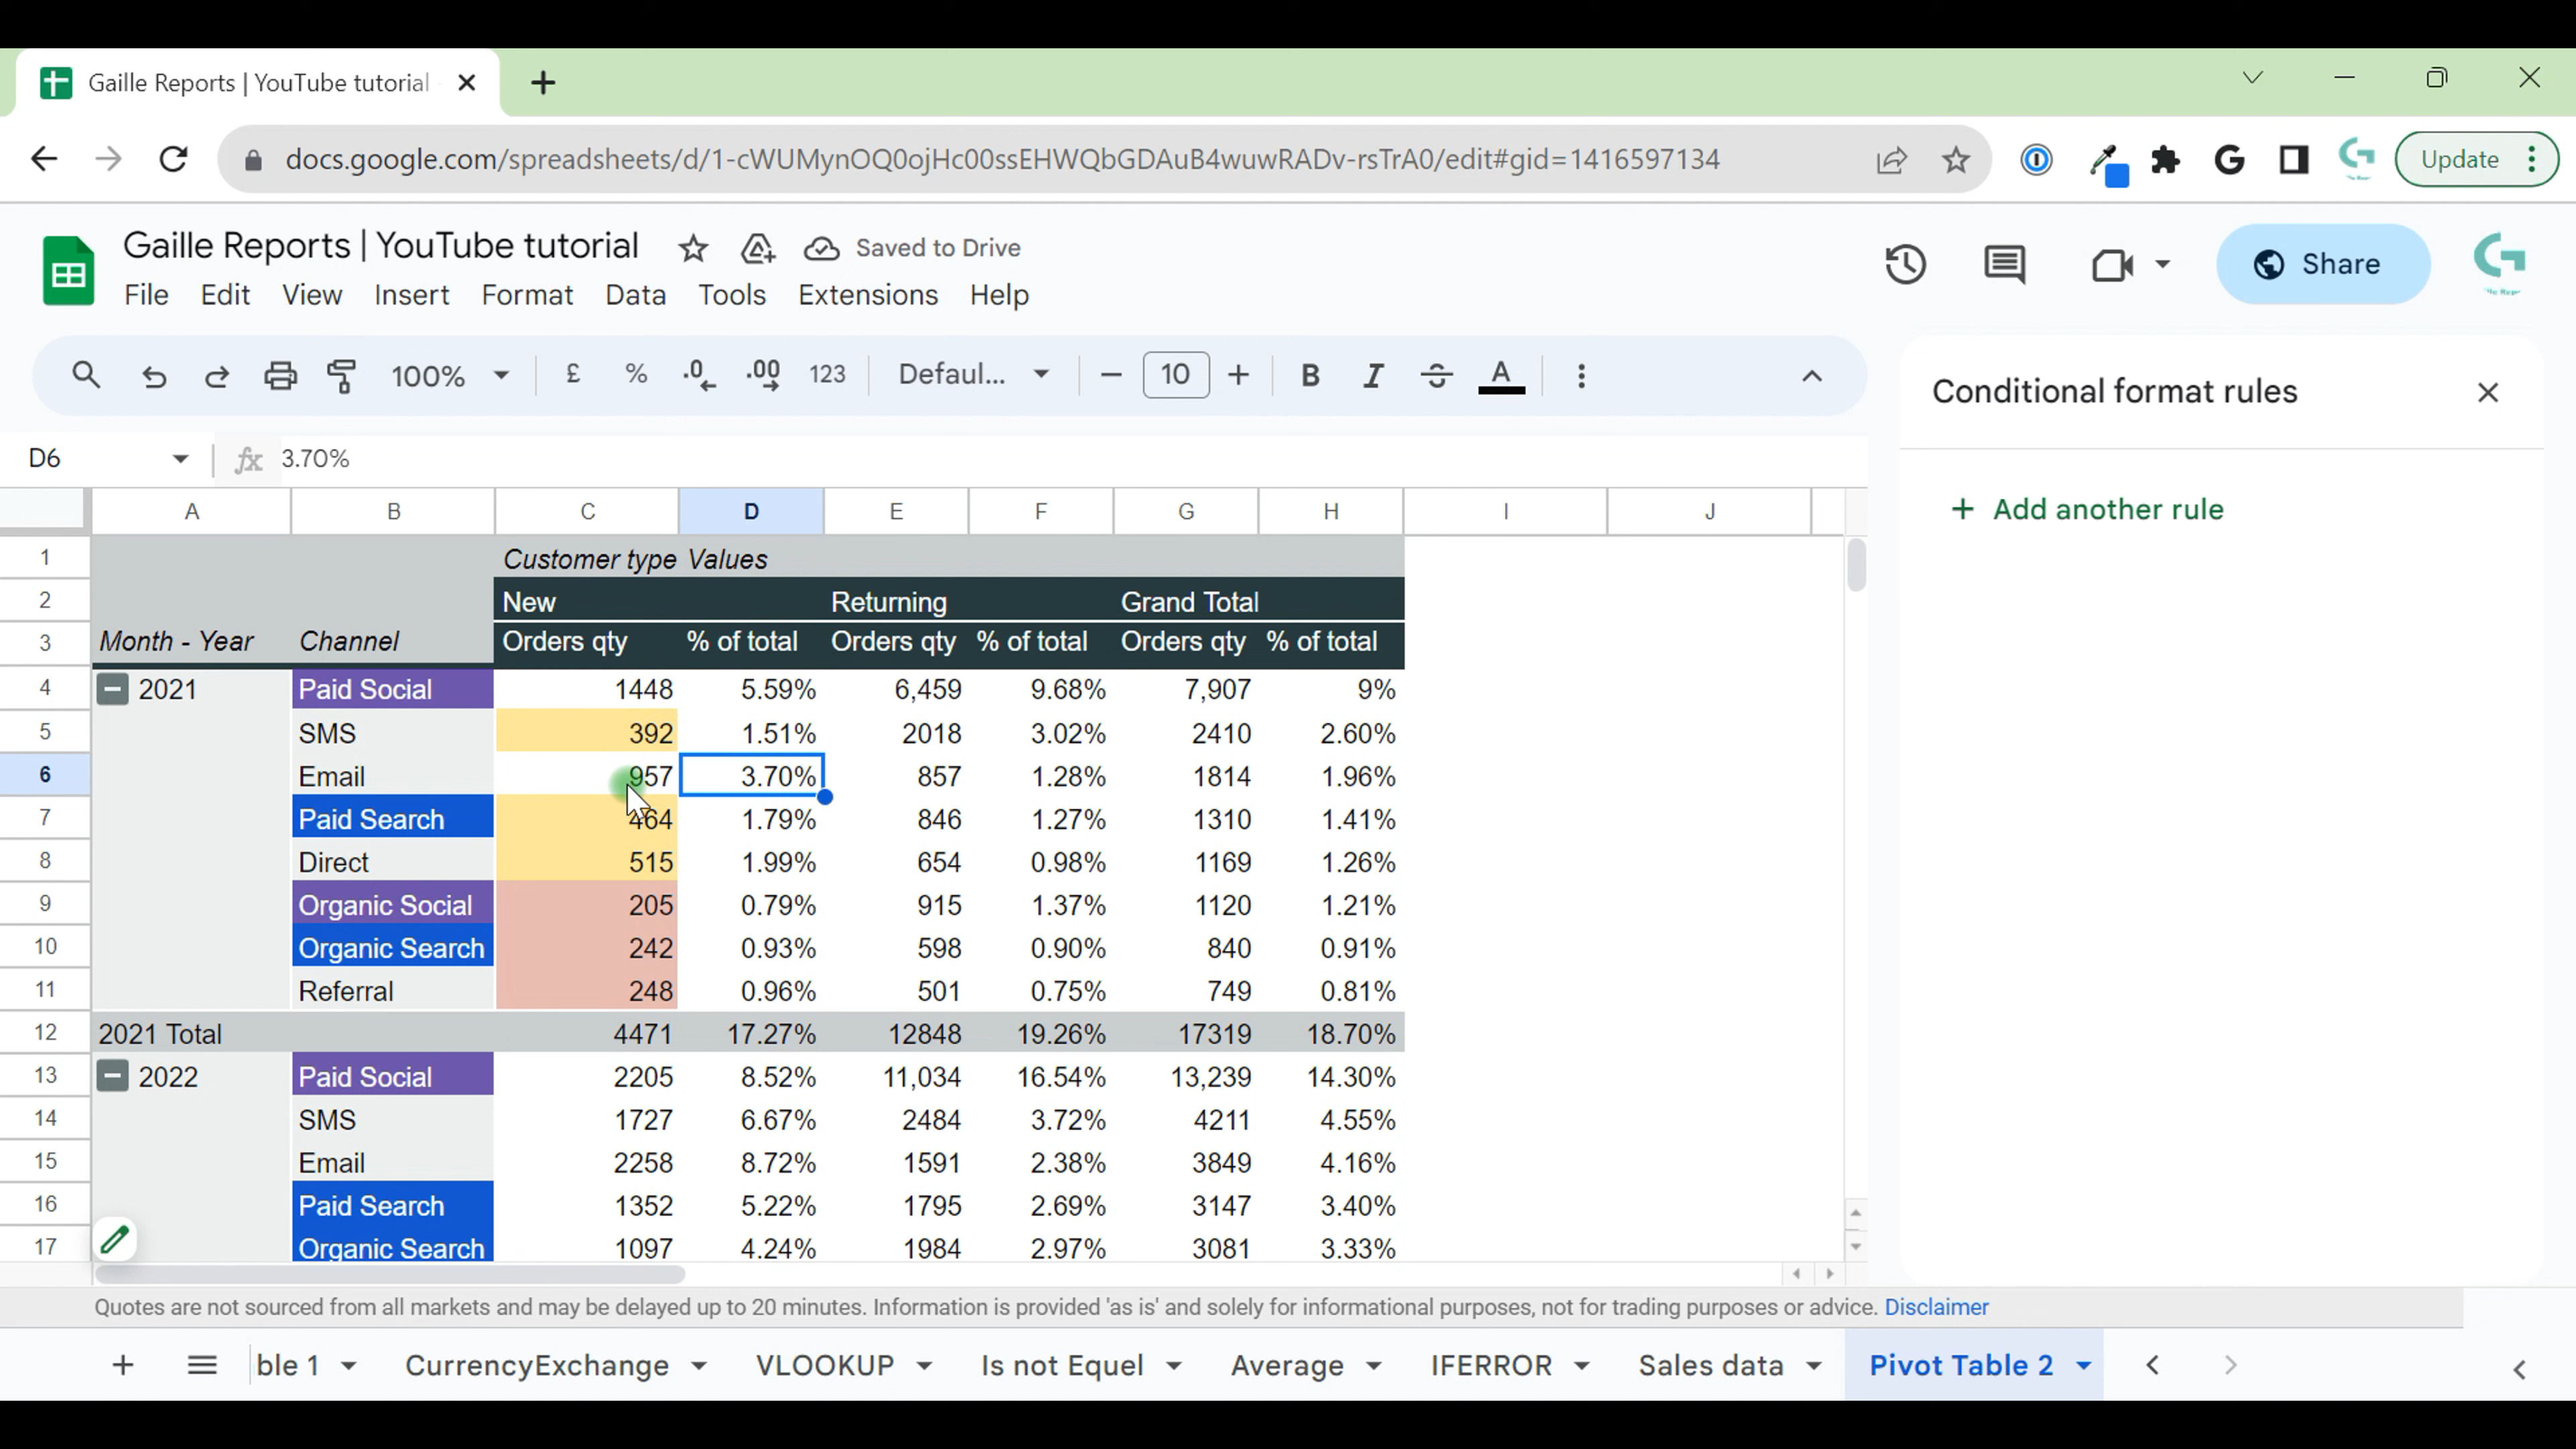 Gaille Reports | YouTube tutorial
docs.google.com/spreadsheets/d/1-cWUMynOQ0ojHc00ssEHWQbGDAuB4wuwRADv-rsTrA0/edit#gid=1416597134
Update
Gaille Reports | YouTube tutorial Saved to Drive
File Edit View Insert Format Data Tools Extensions Help
Share
100% £ % .0 .00 123 Defaul... 10 B I S A
Conditional format rules
D6 fx 3.70%
+ Add another rule
A B C D E F G H I J
1 Customer type Values
2 New Returning Grand Total
3 Month - Year Channel Orders qty % of total Orders qty % of total Orders qty % of total
4 2021 Paid Social 1448 5.59% 6,459 9.68% 7,907 9%
5 SMS 392 1.51% 2018 3.02% 2410 2.60%
6 Email 957 3.70% 857 1.28% 1814 1.96%
7 Paid Search 464 1.79% 846 1.27% 1310 1.41%
8 Direct 515 1.99% 654 0.98% 1169 1.26%
9 Organic Social 205 0.79% 915 1.37% 1120 1.21%
10 Organic Search 242 0.93% 598 0.90% 840 0.91%
11 Referral 248 0.96% 501 0.75% 749 0.81%
12 2021 Total 4471 17.27% 12848 19.26% 17319 18.70%
13 2022 Paid Social 2205 8.52% 11,034 16.54% 13,239 14.30%
14 SMS 1727 6.67% 2484 3.72% 4211 4.55%
15 Email 2258 8.72% 1591 2.38% 3849 4.16%
16 Paid Search 1352 5.22% 1795 2.69% 3147 3.40%
17 Organic Search 1097 4.24% 1984 2.97% 3081 3.33%
Quotes are not sourced from all markets and may be delayed up to 20 minutes. Information is provided 'as is' and solely for informational purposes, not for trading purposes or advice. Disclaimer
ble 1 CurrencyExchange VLOOKUP Is not Equel Average IFERROR Sales data Pivot Table 2